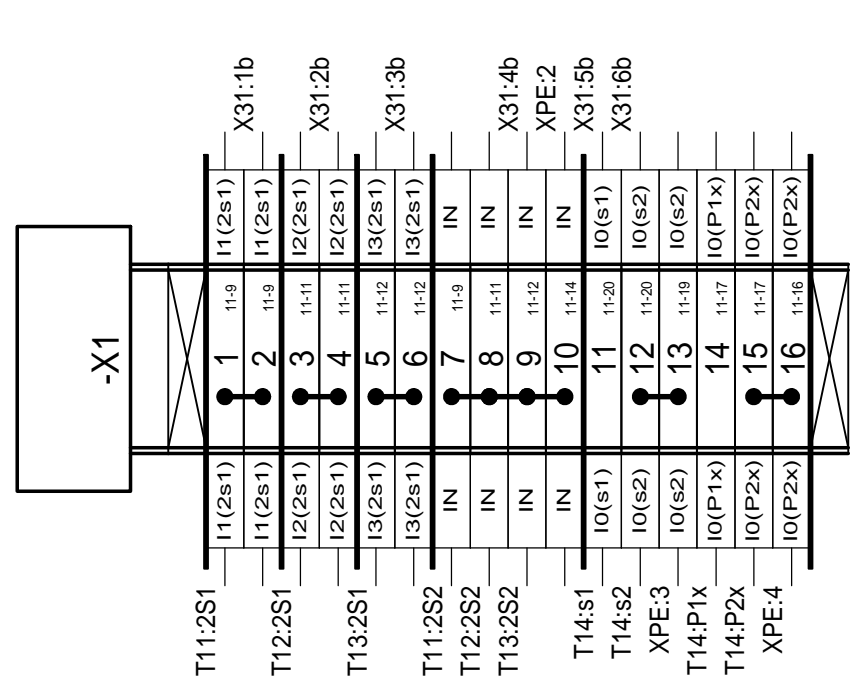 -X1
T11:2S1 I1(2s1) 1 11-9 I1(2s1)
I1(2s1) 2 11-9 I1(2s1) X31:1b
T12:2S1 I2(2s1) 3 11-11 I2(2s1)
I2(2s1) 4 11-11 I2(2s1) X31:2b
T13:2S1 I3(2s1) 5 11-12 I3(2s1)
I3(2s1) 6 11-12 I3(2s1) X31:3b
T11:2S2 IN 7 11-9 IN
T12:2S2 IN 8 11-11 IN
T13:2S2 IN 9 11-12 IN X31:4b
IN 10 11-14 IN XPE:2
T14:s1 I0(s1) 11 11-20 I0(s1) X31:5b
T14:s2 I0(s2) 12 11-20 I0(s2) X31:6b
XPE:3 I0(s2) 13 11-19 I0(s2)
T14:P1x I0(P1x) 14 11-17 I0(P1x)
T14:P2x I0(P2x) 15 11-17 I0(P2x)
XPE:4 I0(P2x) 16 11-16 I0(P2x)